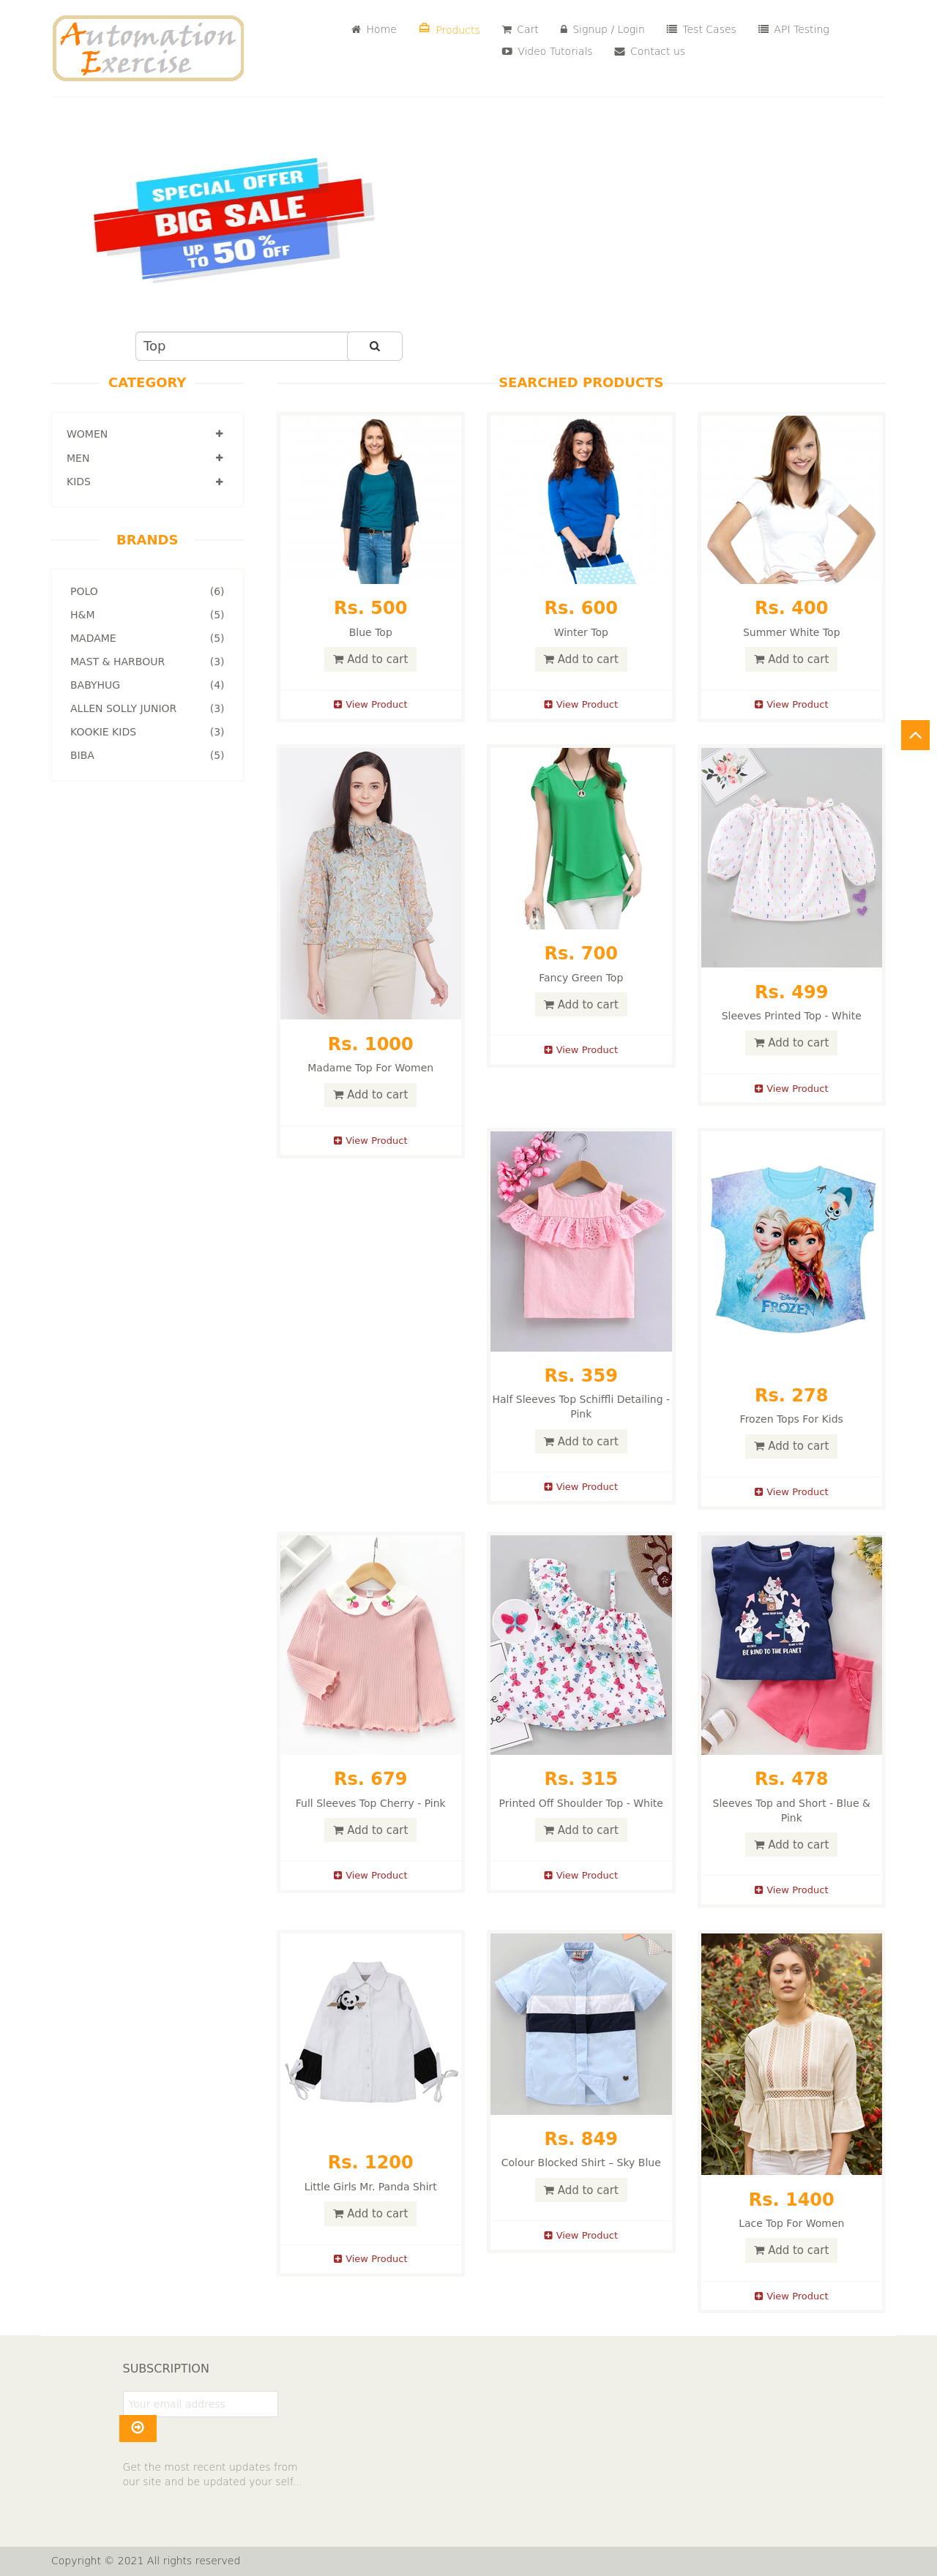 Automation
Exercise
Home
Products
Cart
Signup / Login
Test Cases
API Testing
Video Tutorials
Contact us
SPECIAL OFFER
BIG SALE
UP TO 50% OFF
Top
CATEGORY
WOMEN
MEN
KIDS
BRANDS
POLO (6)
H&M (5)
MADAME (5)
MAST & HARBOUR (3)
BABYHUG (4)
ALLEN SOLLY JUNIOR (3)
KOOKIE KIDS (3)
BIBA (5)
SEARCHED PRODUCTS
Rs. 500
Blue Top
Add to cart
View Product
Rs. 600
Winter Top
Add to cart
View Product
Rs. 400
Summer White Top
Add to cart
View Product
Rs. 1000
Madame Top For Women
Add to cart
View Product
Rs. 700
Fancy Green Top
Add to cart
View Product
Rs. 499
Sleeves Printed Top - White
Add to cart
View Product
Rs. 359
Half Sleeves Top Schiffli Detailing -
Pink
Add to cart
View Product
Disney
FROZEN
Rs. 278
Frozen Tops For Kids
Add to cart
View Product
Rs. 679
Full Sleeves Top Cherry - Pink
Add to cart
View Product
Rs. 315
Printed Off Shoulder Top - White
Add to cart
View Product
BE KIND TO THE PLANET
Rs. 478
Sleeves Top and Short - Blue &
Pink
Add to cart
View Product
Rs. 1200
Little Girls Mr. Panda Shirt
Add to cart
View Product
Rs. 849
Colour Blocked Shirt – Sky Blue
Add to cart
View Product
Rs. 1400
Lace Top For Women
Add to cart
View Product
SUBSCRIPTION
Your email address
Get the most recent updates from
our site and be updated your self...
Copyright © 2021 All rights reserved